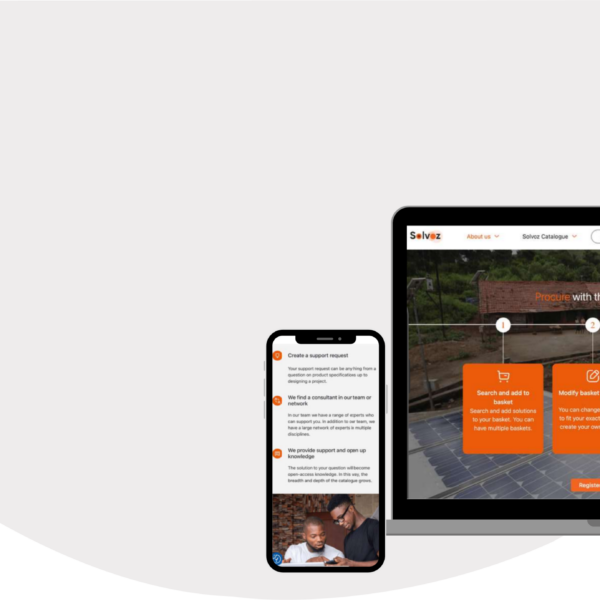 Solvoz
About us
Solvoz Catalogue
Procure with th
1
2
Search and add to
basket
Search and add solutions
to your basket. You can
have multiple baskets.
Modify basket
You can change
to fit your exact
create your own
Register
Create a support request
Your support request can be anything from a
question on product specifications up to
designing a project.
We find a consultant in our team or
network
In our team we have a range of experts who
can support you. In addition to our team, we
have a large network of experts is multiple
disciplines.
We provide support and open up
knowledge
The solution to your question will become
open-access knowledge. In this way, the
breadth and depth of the catalogue grows.